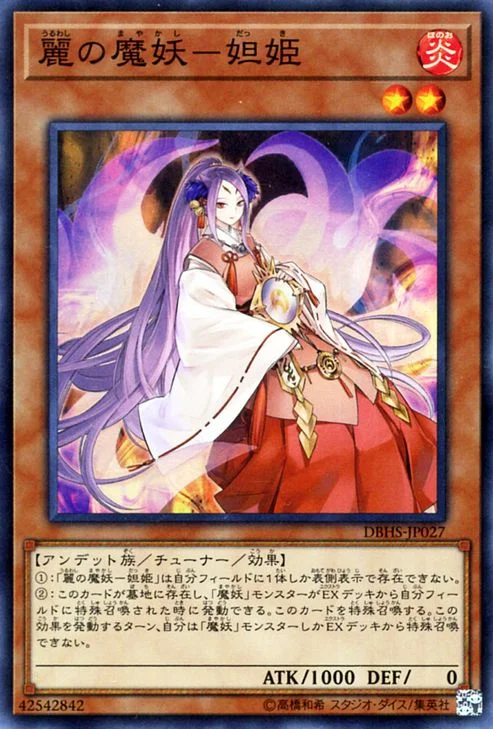 麗の魔妖－妲姫
炎
DBHS-JP027
【アンデット族／チューナー／効果】
①：「麗の魔妖－妲姫」は自分フィールドに1体しか表側表示で存在できない。
②：このカードが墓地に存在し、「魔妖」モンスターがEXデッキから自分フィー
ルドに特殊召喚された時に発動できる。このカードを特殊召喚する。この
効果を発動するターン、自分は「魔妖」モンスターしかEXデッキから特殊召喚
できない。
ATK/1000 DEF/ 0
42542842
©高橋和希 スタジオ・ダイス/集英社